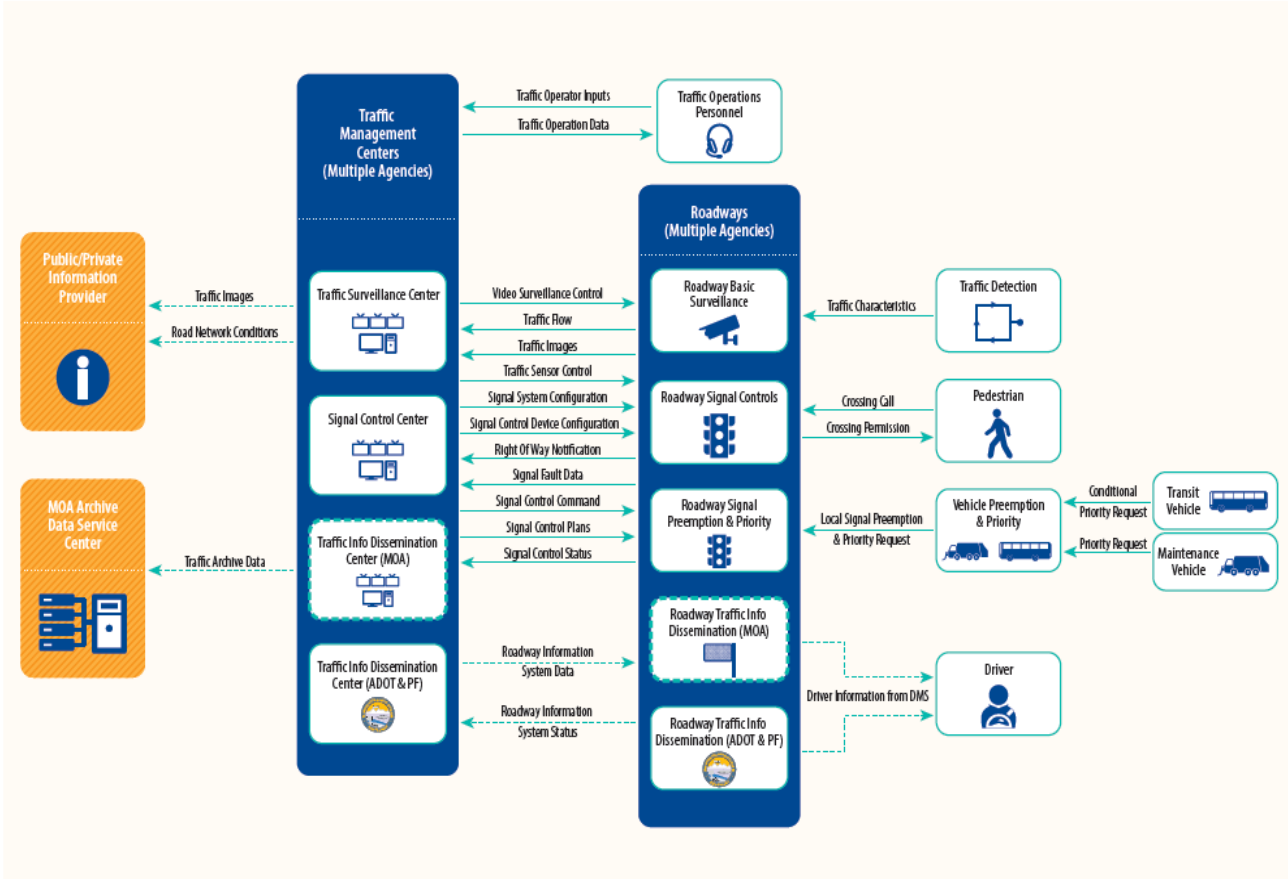 Traffic
Management
Centers
(Multiple Agencies)
Traffic Operator Inputs
Traffic Operation Data
Traffic Operations
Personnel
Roadways
(Multiple Agencies)
Public/Private
Information
Provider
Traffic Images
Road Network Conditions
MOA Archive
Data Service
Center
Traffic Archive Data
Traffic Surveillance Center
Signal Control Center
Traffic Info Dissemination
Center (MOA)
Traffic Info Dissemination
Center (ADOT & PF)
Video Surveillance Control
Traffic Flow
Traffic Images
Traffic Sensor Control
Signal System Configuration
Signal Control Device Configuration
Right Of Way Notification
Signal Fault Data
Signal Control Command
Signal Control Plans
Signal Control Status
Roadway Information
System Data
Roadway Information
System Status
Roadway Basic
Surveillance
Roadway Signal Controls
Roadway Signal
Preemption & Priority
Roadway Traffic Info
Dissemination (MOA)
Roadway Traffic Info
Dissemination (ADOT & PF)
Traffic Characteristics
Traffic Detection
Crossing Call
Crossing Permission
Pedestrian
Local Signal Preemption
& Priority Request
Vehicle Preemption
& Priority
Conditional
Priority Request
Transit
Vehicle
Priority Request
Maintenance
Vehicle
Driver Information from DMS
Driver